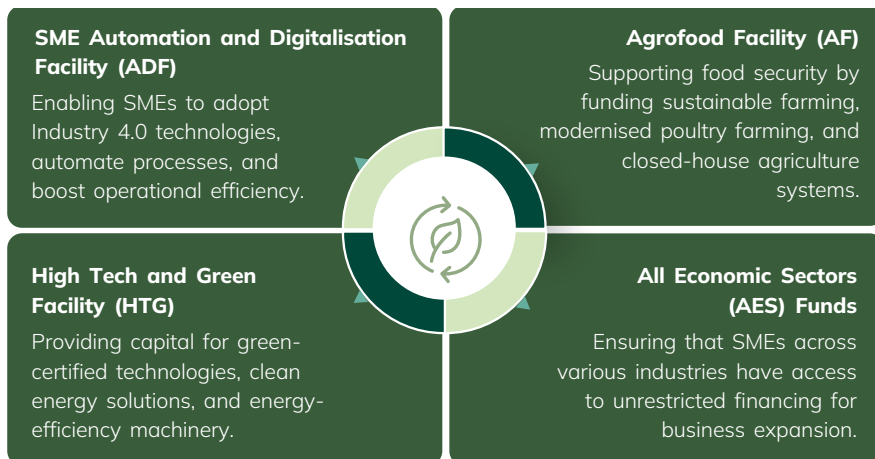 SME Automation and Digitalisation
Facility (ADF)
Enabling SMEs to adopt
Industry 4.0 technologies,
automate processes, and
boost operational efficiency.
Agrofood Facility (AF)
Supporting food security by
funding sustainable farming,
modernised poultry farming, and
closed-house agriculture
systems.
High Tech and Green
Facility (HTG)
Providing capital for green-
certified technologies, clean
energy solutions, and energy-
efficiency machinery.
All Economic Sectors
(AES) Funds
Ensuring that SMEs across
various industries have access
to unrestricted financing for
business expansion.